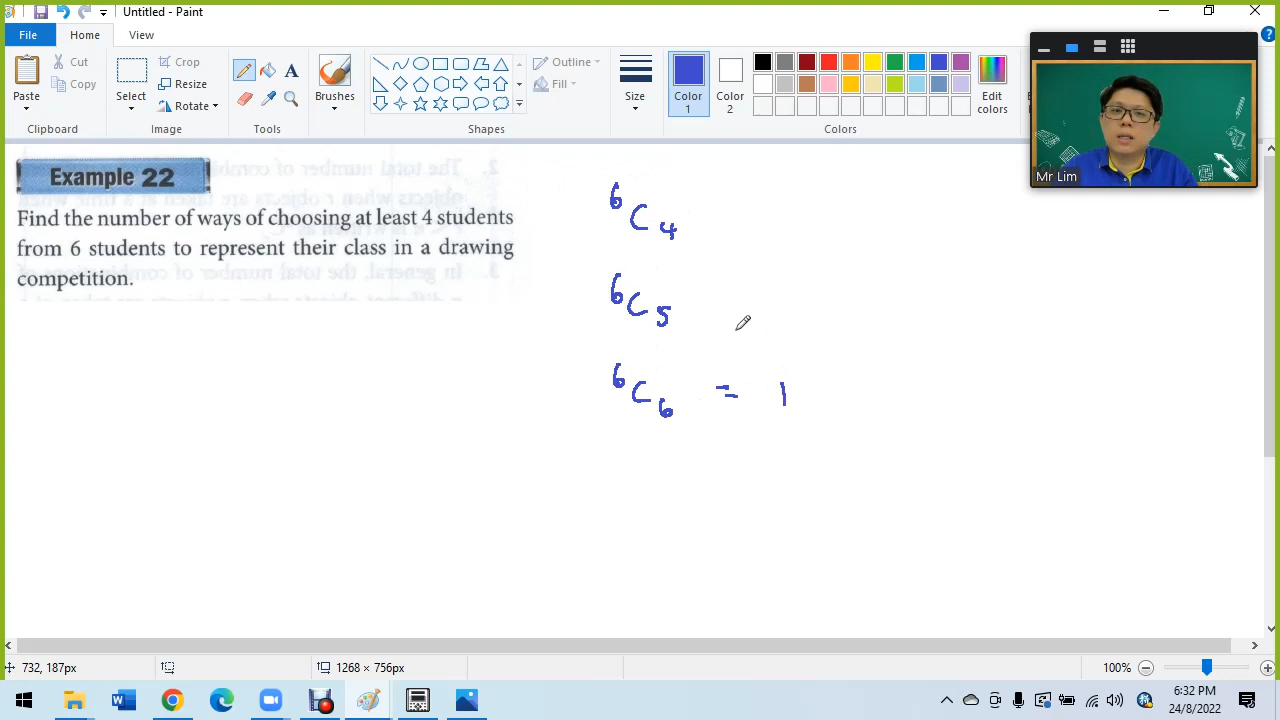 Untitled - Paint
File Home View
Paste Cut Copy Clipboard
Select Crop Resize Rotate Image
Tools
Brushes
Outline Fill Shapes
Size
Color 1 Color 2 Edit colors Colors
Mr Lim
Example 22
Find the number of ways of choosing at least 4 students
from 6 students to represent their class in a drawing
competition.
⁶C₄
⁶C₅
⁶C₆ = 1
732, 187px 1268 × 756px 100%
6:32 PM
24/8/2022